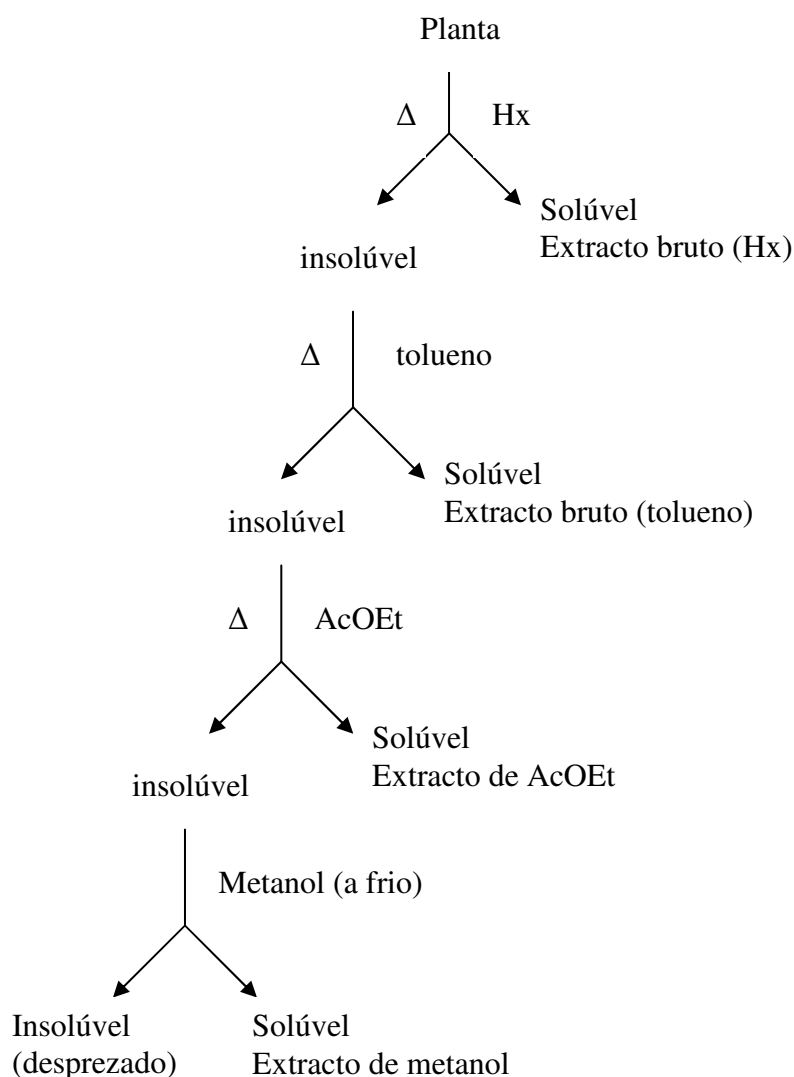 Planta
Δ Hx
Solúvel
Extracto bruto (Hx)
insolúvel
Δ tolueno
Solúvel
Extracto bruto (tolueno)
insolúvel
Δ AcOEt
Solúvel
Extracto de AcOEt
insolúvel
Metanol (a frio)
Insolúvel
(desprezado)
Solúvel
Extracto de metanol